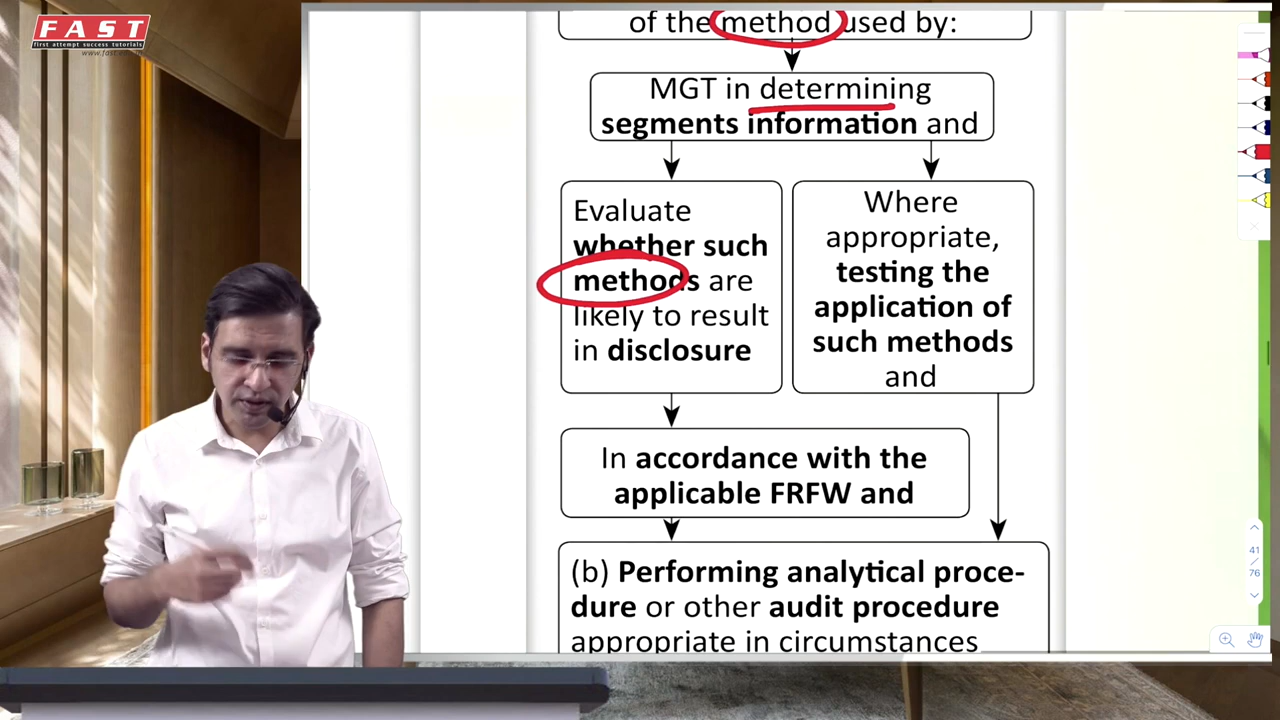 FAST
first attempt success tutorials
of the method used by:
MGT in determining
segments information and
Evaluate
whether such
methods are
likely to result
in disclosure
Where
appropriate,
testing the
application of
such methods
and
In accordance with the
applicable FRFW and
(b) Performing analytical proce-
dure or other audit procedure
appropriate in circumstances
41
76